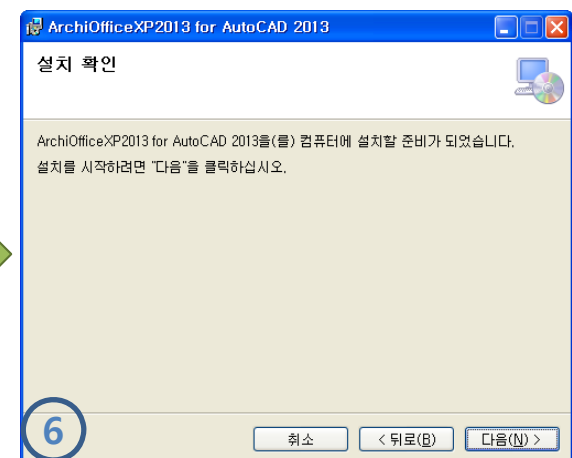 ArchiOfficeXP2013 for AutoCAD 2013
설치 확인
ArchiOfficeXP2013 for AutoCAD 2013을(를) 컴퓨터에 설치할 준비가 되었습니다.
설치를 시작하려면 "다음"을 클릭하십시오.
6
취소 < 뒤로(B) 다음(N) >